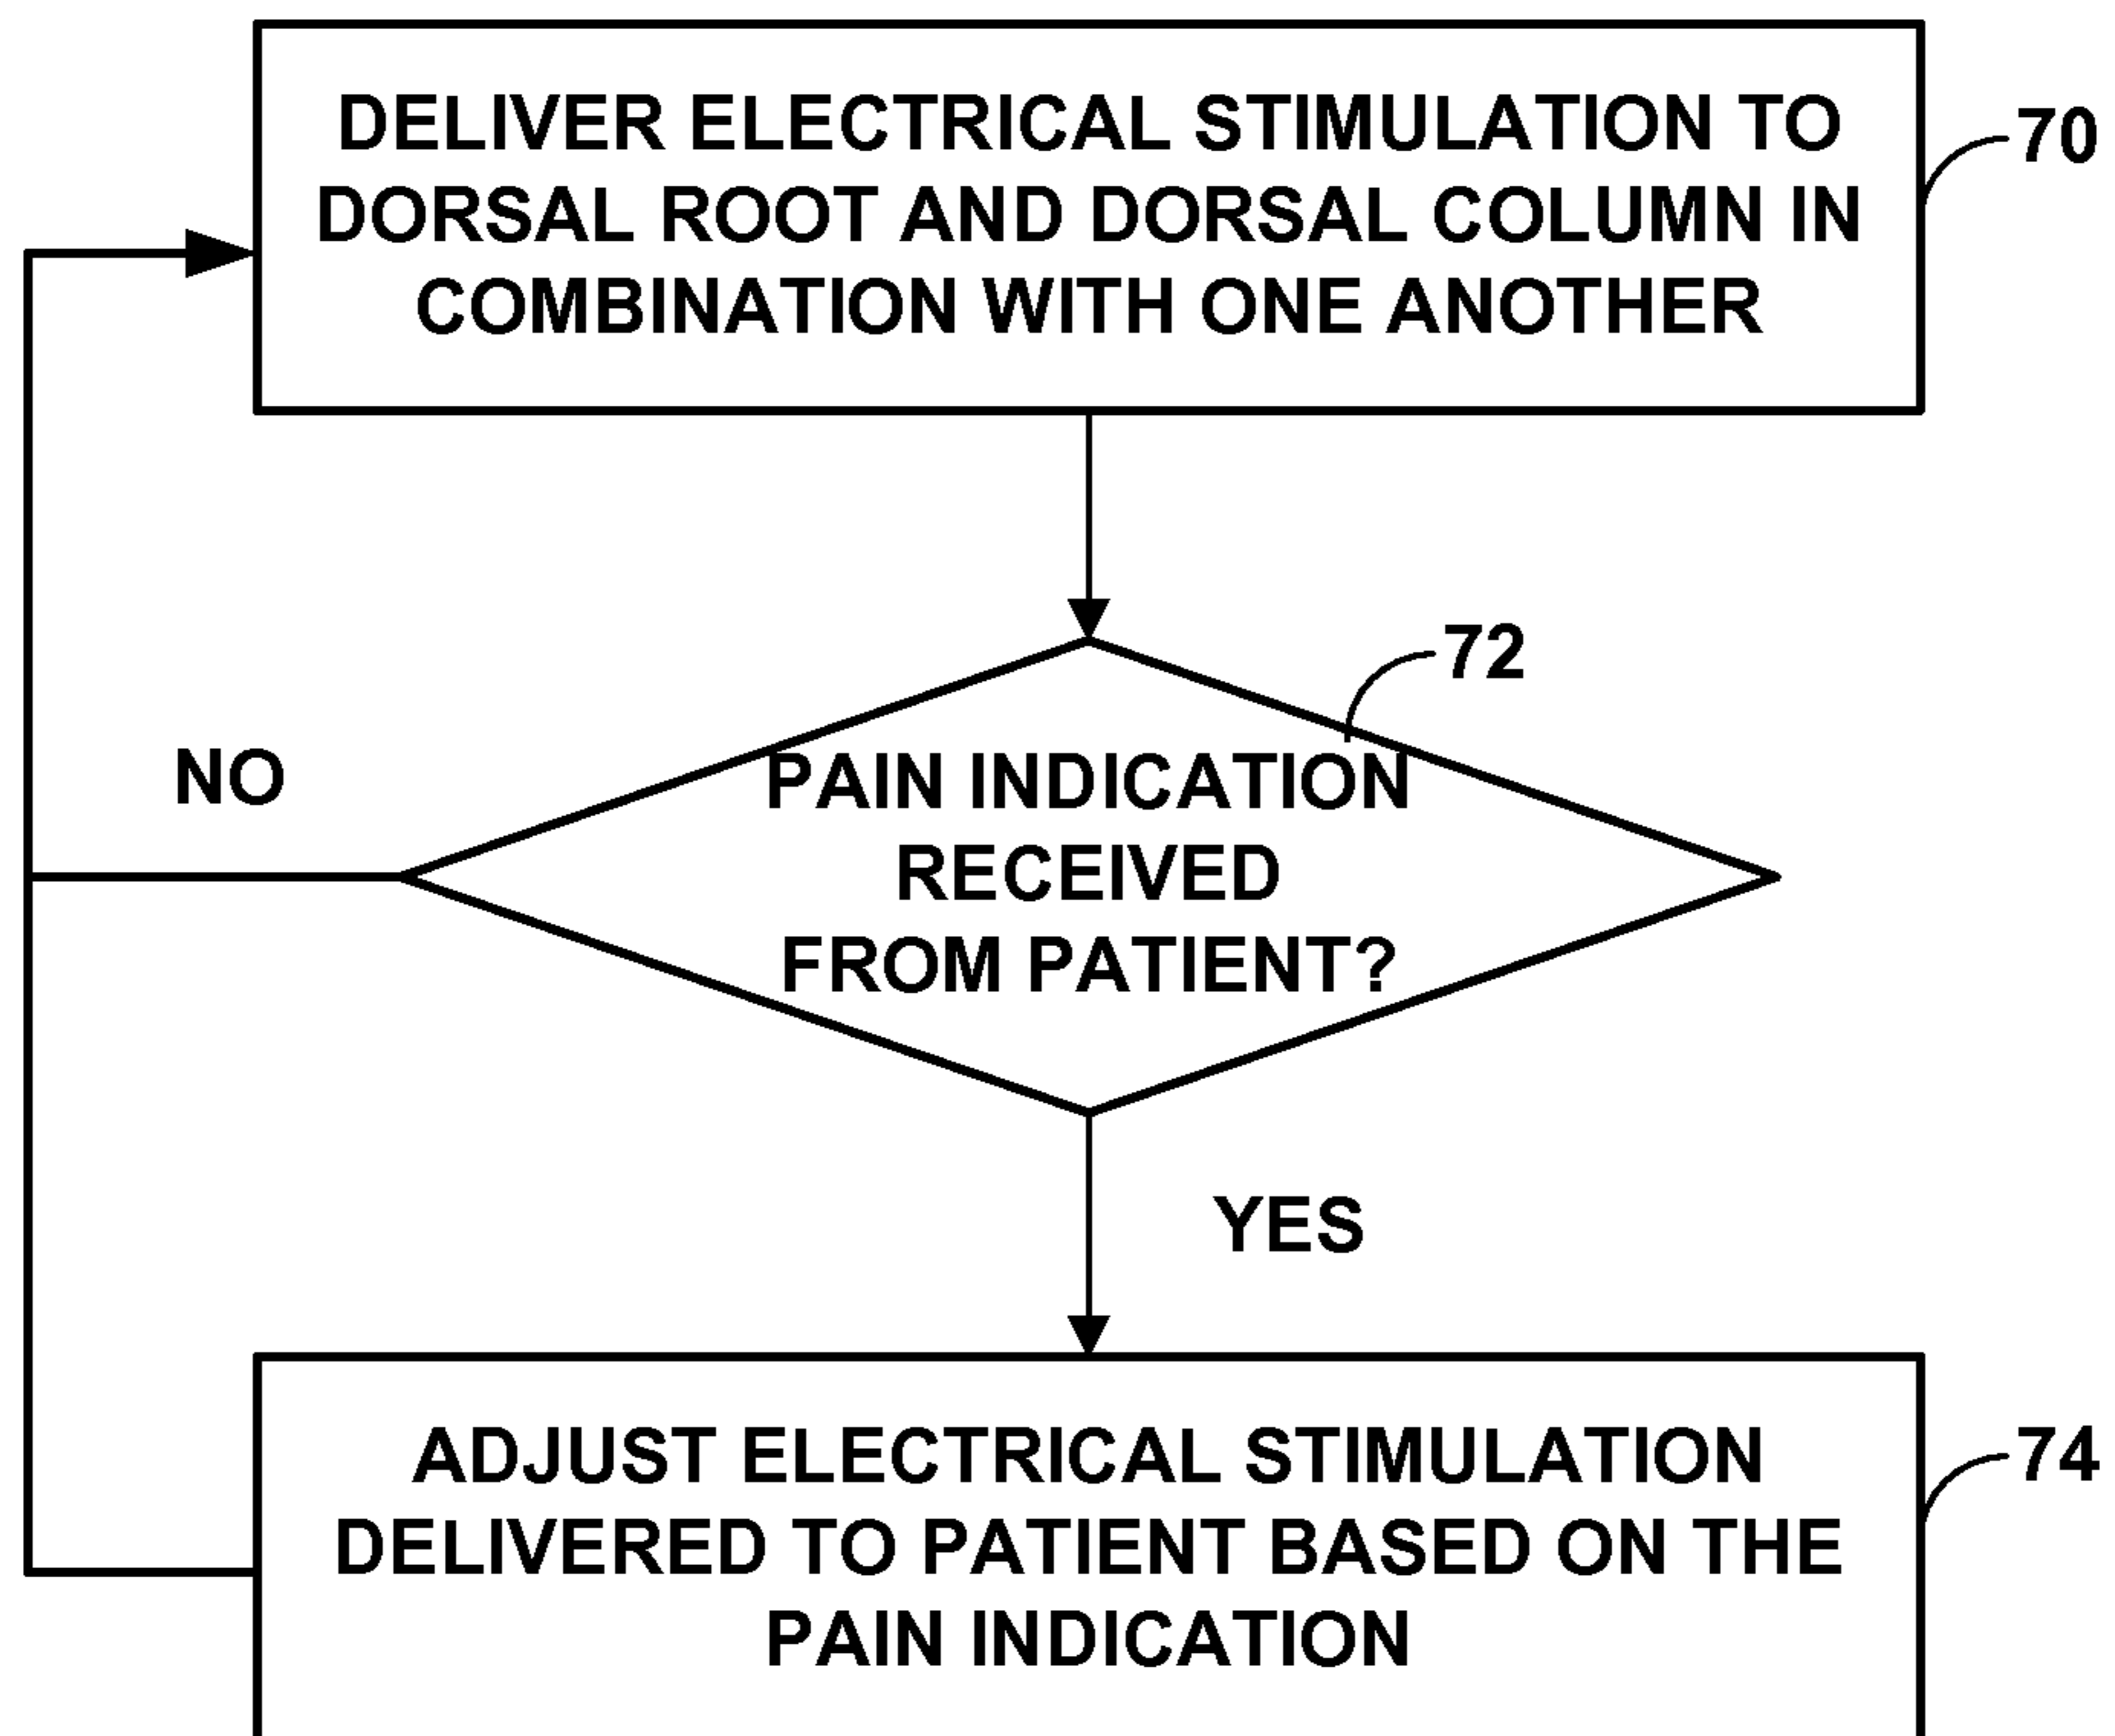 DELIVER ELECTRICAL STIMULATION TO
DORSAL ROOT AND DORSAL COLUMN IN
COMBINATION WITH ONE ANOTHER
70
72
PAIN INDICATION
RECEIVED
FROM PATIENT?
NO
YES
ADJUST ELECTRICAL STIMULATION
DELIVERED TO PATIENT BASED ON THE
PAIN INDICATION
74